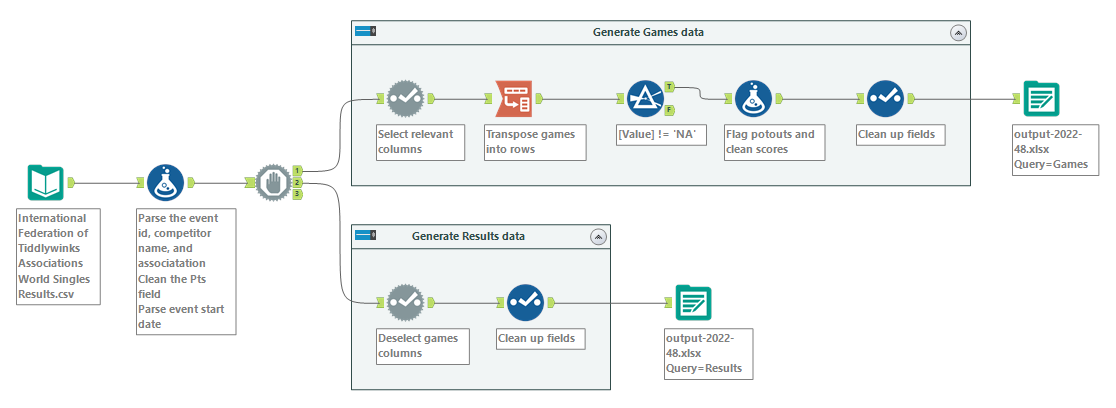 Generate Games data
Select relevant
columns
Transpose games
into rows
T
F
[Value] != 'NA'
Flag potouts and
clean scores
Clean up fields
output-2022-
48.xlsx
Query=Games
International
Federation of
Tiddlywinks
Associations
World Singles
Results.csv
Parse the event
id, competitor
name, and
associatation
Clean the Pts
field
Parse event start
date
1
2
3
Generate Results data
Deselect games
columns
Clean up fields
output-2022-
48.xlsx
Query=Results